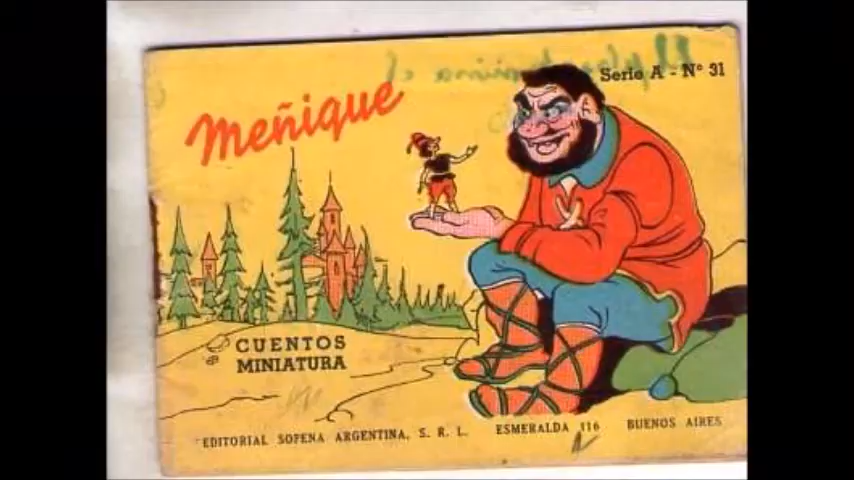 Serie A - Nº 31
Meñique
CUENTOS
MINIATURA
EDITORIAL SOPENA ARGENTINA, S. R. L. ESMERALDA 116 BUENOS AIRES